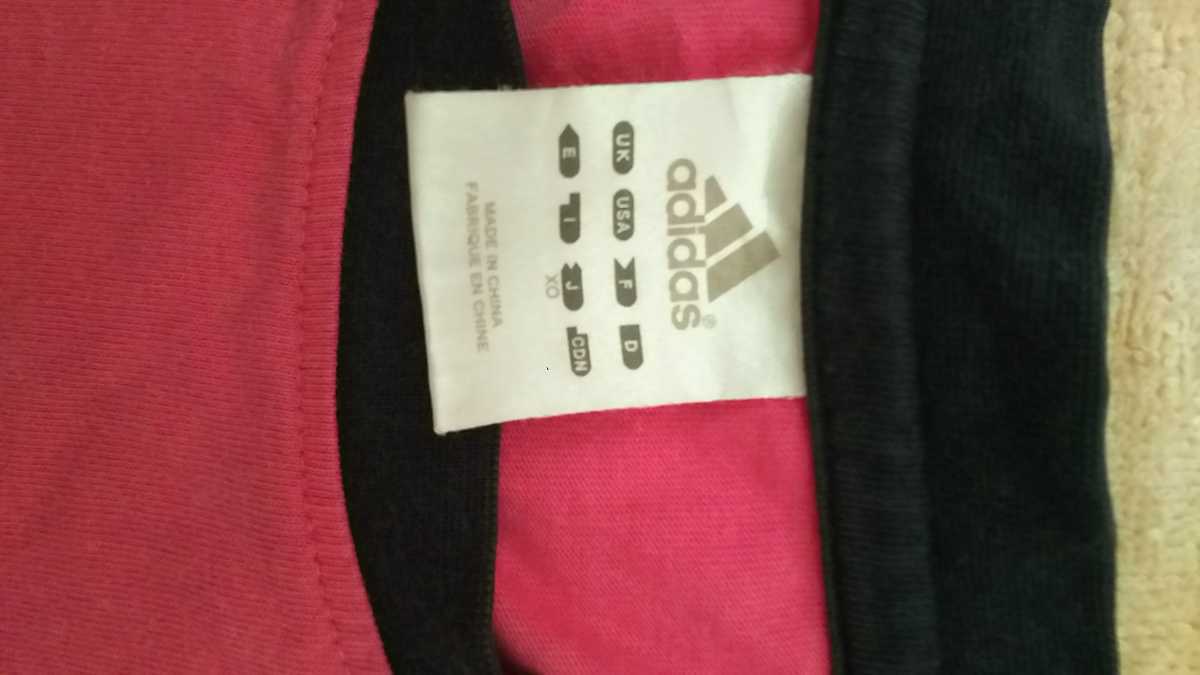 adidas®
UK USA F D
E I J CDN
XO
MADE IN CHINA
FABRIQUE EN CHINE